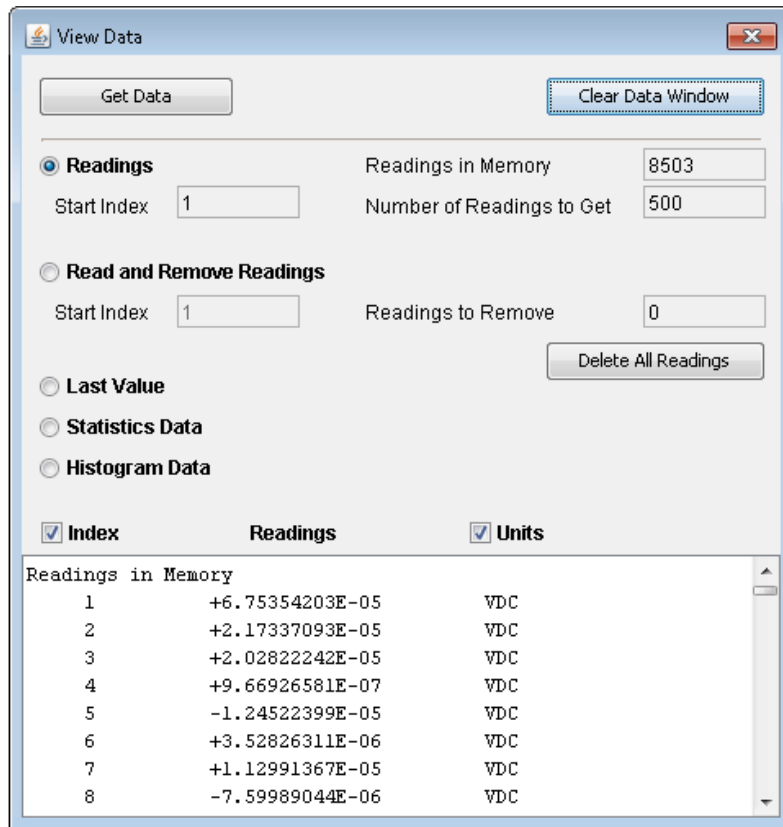 View Data
Get Data Clear Data Window
Readings Readings in Memory 8503
Start Index 1 Number of Readings to Get 500
Read and Remove Readings
Start Index 1 Readings to Remove 0
Delete All Readings
Last Value
Statistics Data
Histogram Data
Index Readings Units
Readings in Memory
1 +6.75354203E-05 VDC
2 +2.17337093E-05 VDC
3 +2.02822242E-05 VDC
4 +9.66926581E-07 VDC
5 -1.24522399E-05 VDC
6 +3.52826311E-06 VDC
7 +1.12991367E-05 VDC
8 -7.59989044E-06 VDC